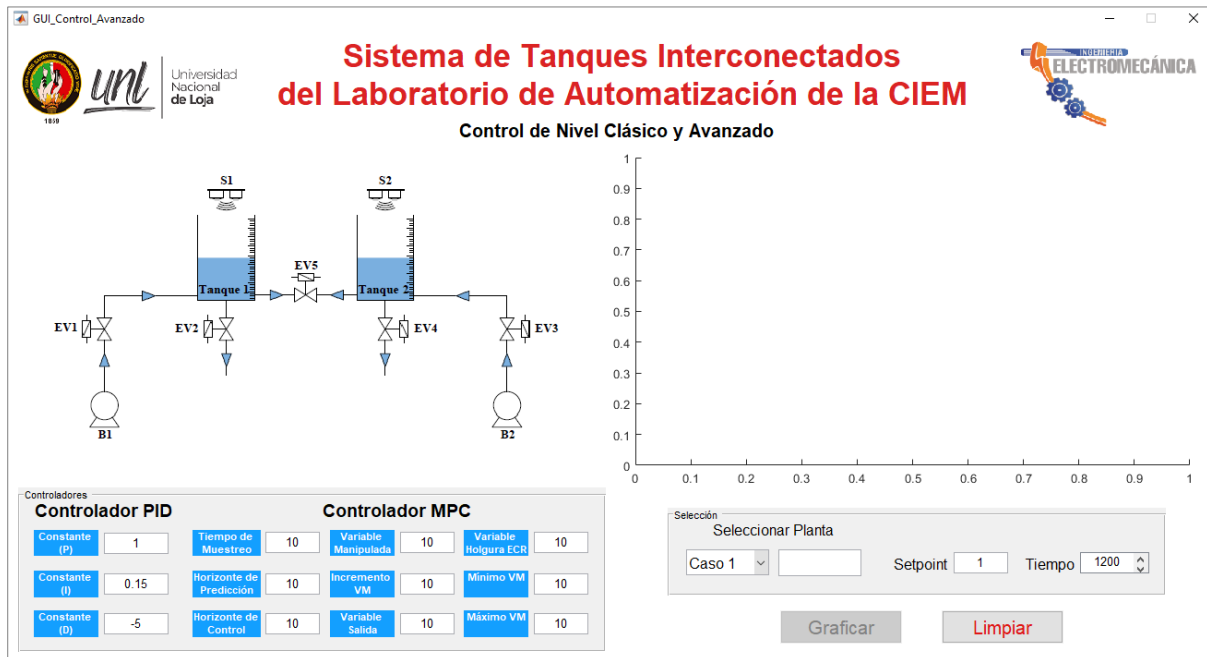 GUI_Control_Avanzado
1859
unl
Universidad
Nacional
de Loja
Sistema de Tanques Interconectados
del Laboratorio de Automatización de la CIEM
Control de Nivel Clásico y Avanzado
INGENIERÍA
ELECTROMECÁNICA
S1
S2
EV5
Tanque 1
Tanque 2
EV1
EV2
EV4
EV3
B1
B2
1
0.9
0.8
0.7
0.6
0.5
0.4
0.3
0.2
0.1
0
0 0.1 0.2 0.3 0.4 0.5 0.6 0.7 0.8 0.9 1
Controladores
Controlador PID
Controlador MPC
Constante
(P)
1
Tiempo de
Muestreo
10
Variable
Manipulada
10
Variable
Holgura ECR
10
Constante
(I)
0.15
Horizonte de
Predicción
10
Incremento
VM
10
Mínimo VM
10
Constante
(D)
-5
Horizonte de
Control
10
Variable
Salida
10
Máximo VM
10
Selección
Seleccionar Planta
Caso 1
Setpoint 1
Tiempo 1200
Graficar
Limpiar